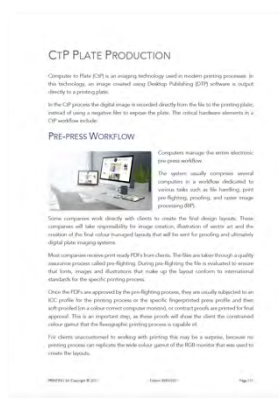 CTP PLATE PRODUCTION
Computer to Plate (CtP) is an imaging technology used in modern printing processes. In
this technology, an image created using Desktop Publishing (DTP) software is output
directly to a printing plate.
In the CtP process the digital image is recorded directly from the file to the printing plate,
instead of using a negative film to expose the plate. The critical hardware elements in a
CtP workflow include:
PRE-PRESS WORKFLOW
Computers manage the entire electronic
pre-press workflow.
The system usually comprises several
computers in a workflow dedicated to
various tasks such as file handling, print
pre-flighting, proofing, and raster image
processing (RIP).
Some companies work directly with clients to create the final design layouts. These
companies will take responsibility for image creation, illustration of vector art and the
creation of the final colour managed layouts that will be sent for proofing and ultimately
digital plate imaging systems.
Most companies receive print ready PDF's from clients. The files are taken through a quality
assurance process called pre-flighting. During pre-flighting the file is evaluated to ensure
that fonts, images and illustrations that make up the layout conform to international
standards for the specific printing process.
Once the PDF's are approved by the pre-flighting process, they are usually subjected to an
ICC profile for the printing process or the specific fingerprinted press profile and then
soft-proofed (on a colour correct computer monitor), or contract proofs are printed for final
approval. This is an important step, as these proofs will show the client the constrained
colour gamut that the flexographic printing process is capable of.
For clients unaccustomed to working with printing this may be a surprise, because no
printing process can replicate the wide colour gamut of the RGB monitor that was used to
create the layouts.